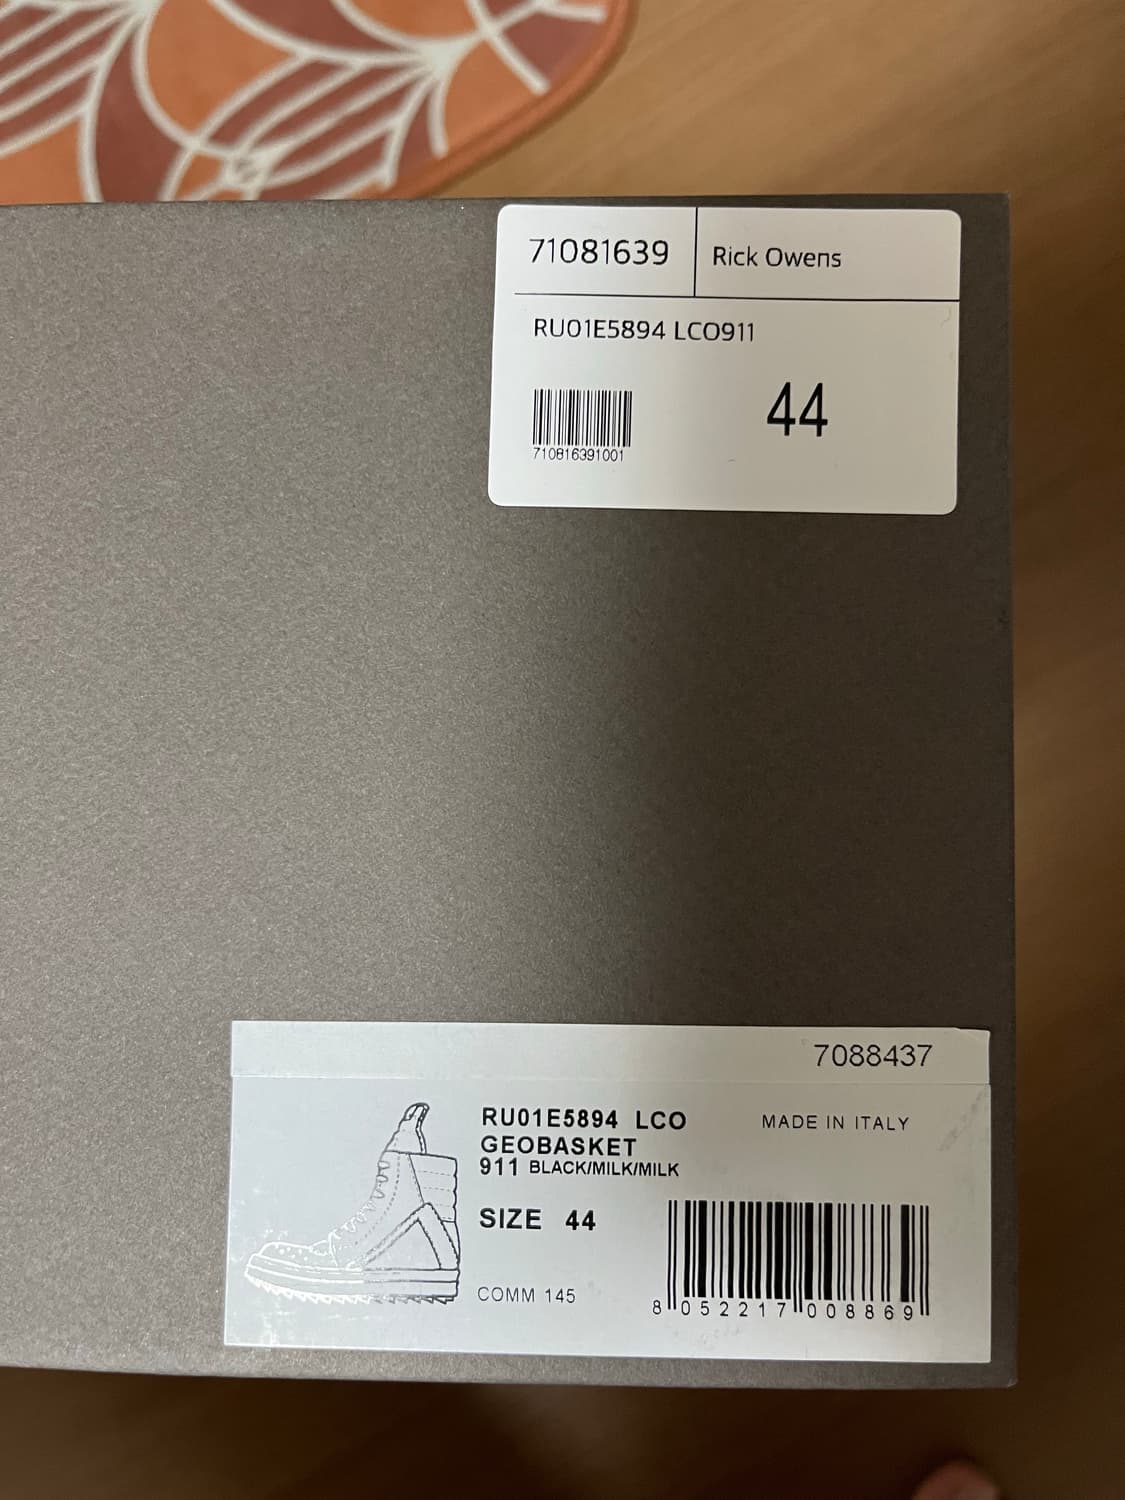 71081639
Rick Owens
RU01E5894 LCO911
44
710816391001
7088437
RU01E5894 LCO
MADE IN ITALY
GEOBASKET
911 BLACK/MILK/MILK
SIZE 44
COMM 145
8 052217 008869